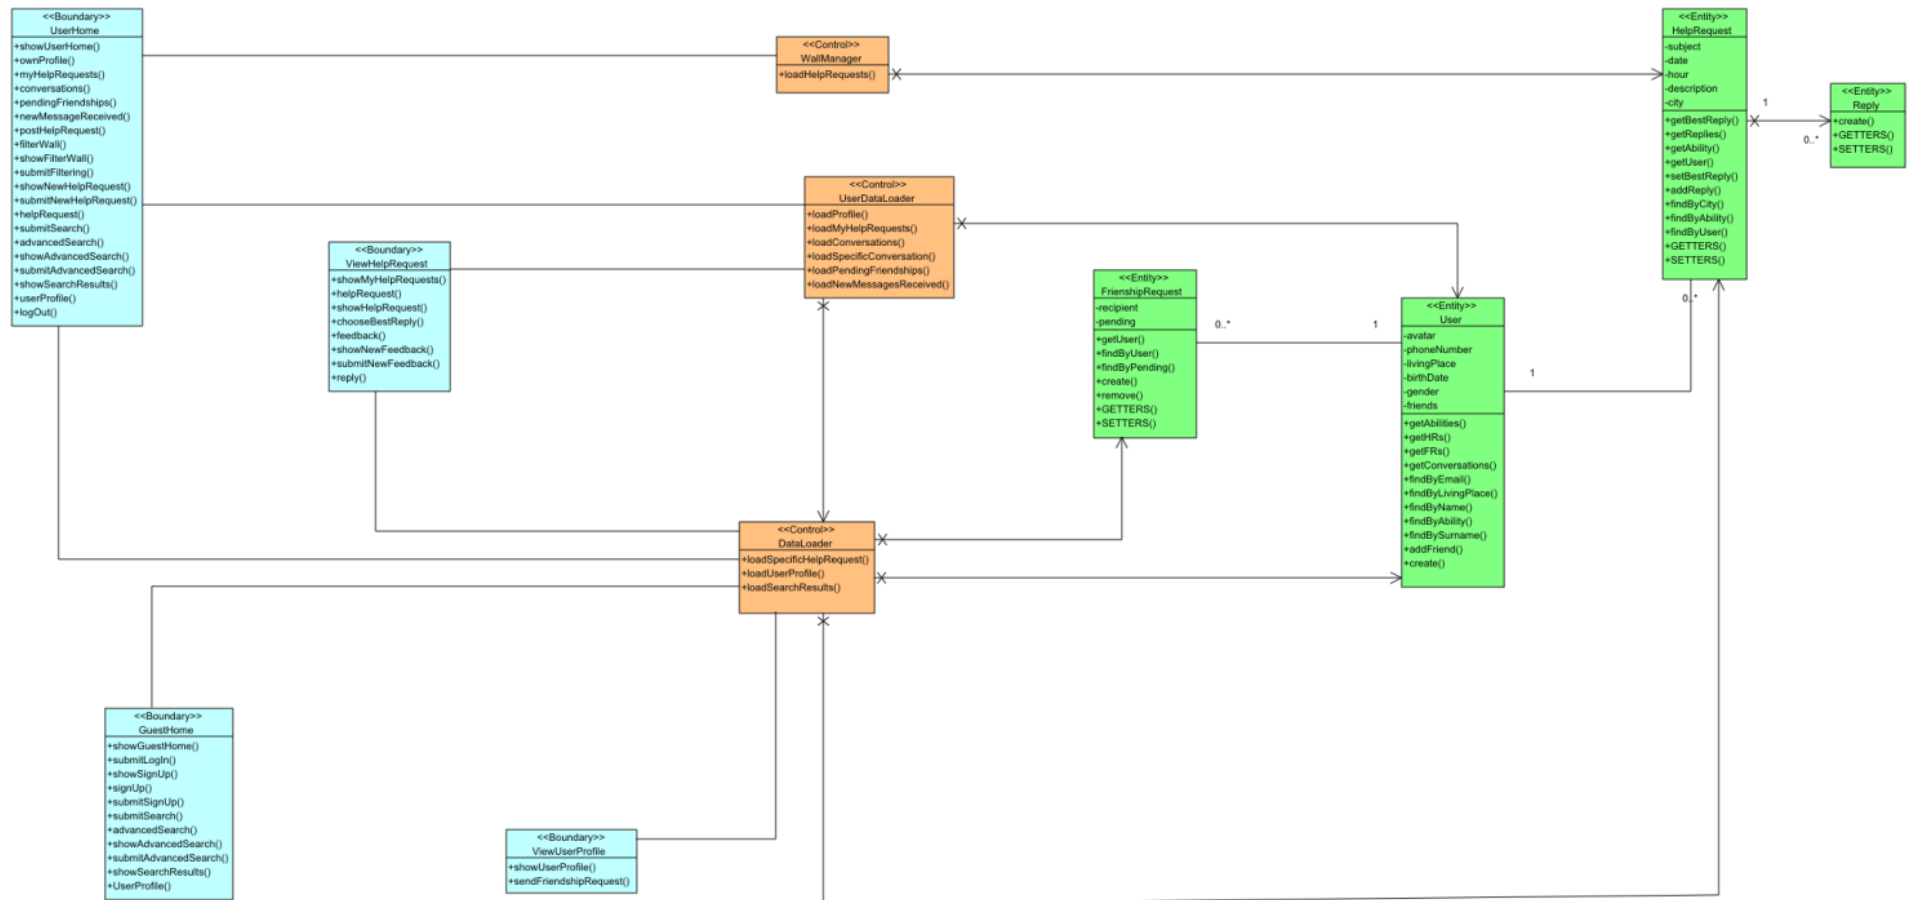 <<Boundary>>
UserHome
+showUserHome()
+ownProfile()
+myHelpRequests()
+conversations()
+pendingFriendships()
+newMessageReceived()
+postHelpRequest()
+filterWall()
+showFilterWall()
+submitFiltering()
+showNewHelpRequest()
+submitNewHelpRequest()
+helpRequest()
+submitSearch()
+advancedSearch()
+showAdvancedSearch()
+submitAdvancedSearch()
+showSearchResults()
+userProfile()
+logOut()
<<Control>>
WallManager
+loadHelpRequests()
<<Entity>>
HelpRequest
-subject
-date
-hour
-description
-city
+getBestReply()
+getReplies()
+getAbility()
+getUser()
+setBestReply()
+addReply()
+findByCity()
+findByAbility()
+findByUser()
+GETTERS()
+SETTERS()
1
0..*
<<Entity>>
Reply
+create()
+GETTERS()
+SETTERS()
<<Control>>
UserDataLoader
+loadProfile()
+loadMyHelpRequests()
+loadConversations()
+loadSpecificConversation()
+loadPendingFriendships()
+loadNewMessagesReceived()
<<Boundary>>
ViewHelpRequest
+showMyHelpRequests()
+helpRequest()
+showHelpRequest()
+chooseBestReply()
+feedback()
+showNewFeedback()
+submitNewFeedback()
+reply()
<<Entity>>
FrienshipRequest
-recipient
-pending
+getUser()
+findByUser()
+findByPending()
+create()
+remove()
+GETTERS()
+SETTERS()
0..*
1
<<Entity>>
User
-avatar
-phoneNumber
-livingPlace
-birthDate
-gender
-friends
+getAbilities()
+getHRs()
+getFRs()
+getConversations()
+findByEmail()
+findByLivingPlace()
+findByName()
+findByAbility()
+findBySurname()
+addFriend()
+create()
0..*
1
<<Control>>
DataLoader
+loadSpecificHelpRequest()
+loadUserProfile()
+loadSearchResults()
<<Boundary>>
GuestHome
+showGuestHome()
+submitLogIn()
+showSignUp()
+signUp()
+submitSignUp()
+submitSearch()
+advancedSearch()
+showAdvancedSearch()
+submitAdvancedSearch()
+showSearchResults()
+UserProfile()
<<Boundary>>
ViewUserProfile
+showUserProfile()
+sendFriendshipRequest()